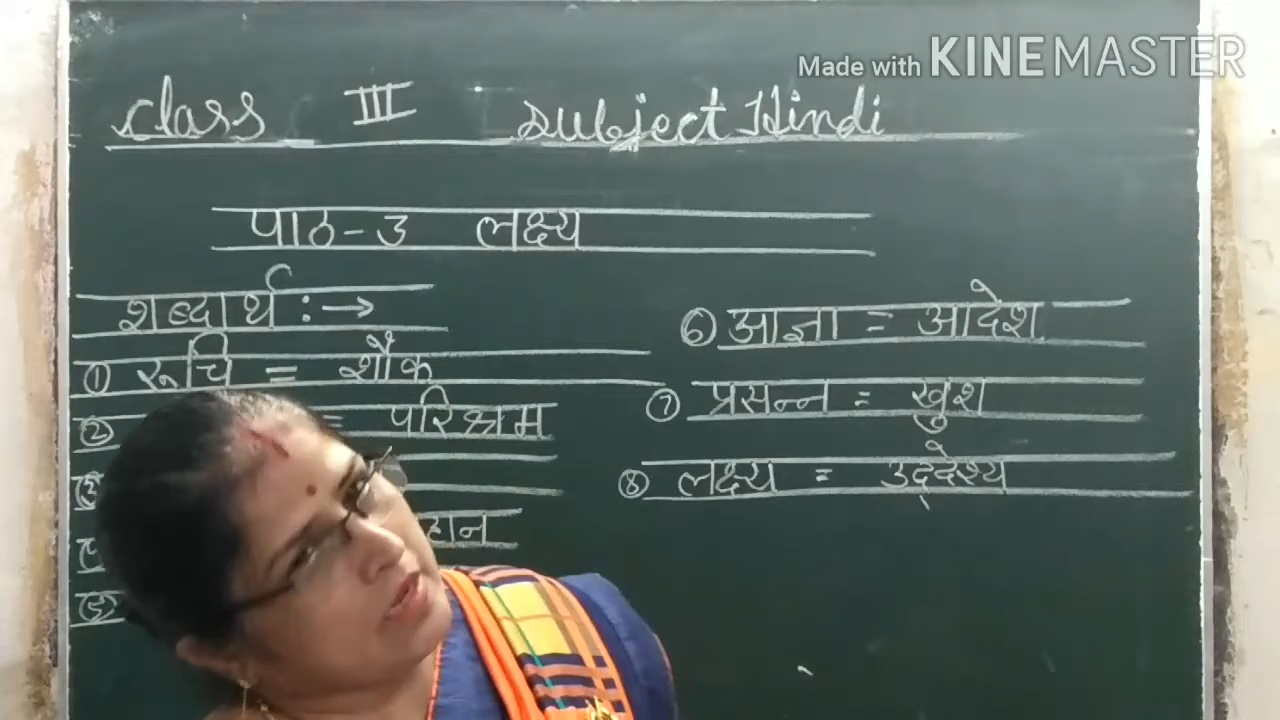 Made with KINEMASTER
Class III Subject Hindi
पाठ-3 लक्ष्य
शब्दार्थ :→
① रूचि = शौक
② = परिश्रम
③
हान
⑤
⑥ आज्ञा = आदेश
⑦ प्रसन्न = खुश
⑧ लक्ष्य = उद्देश्य